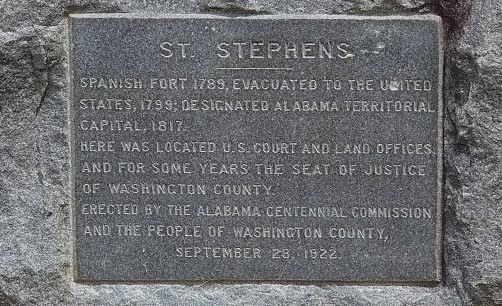 ST. STEPHENS
SPANISH FORT 1789, EVACUATED TO THE UNITED
STATES, 1799; DESIGNATED ALABAMA TERRITORIAL
CAPITAL, 1817.
HERE WAS LOCATED U.S. COURT AND LAND OFFICES
AND FOR SOME YEARS THE SEAT OF JUSTICE
OF WASHINGTON COUNTY.
ERECTED BY THE ALABAMA CENTENNIAL COMMISSION
AND THE PEOPLE OF WASHINGTON COUNTY,
SEPTEMBER 28, 1922.